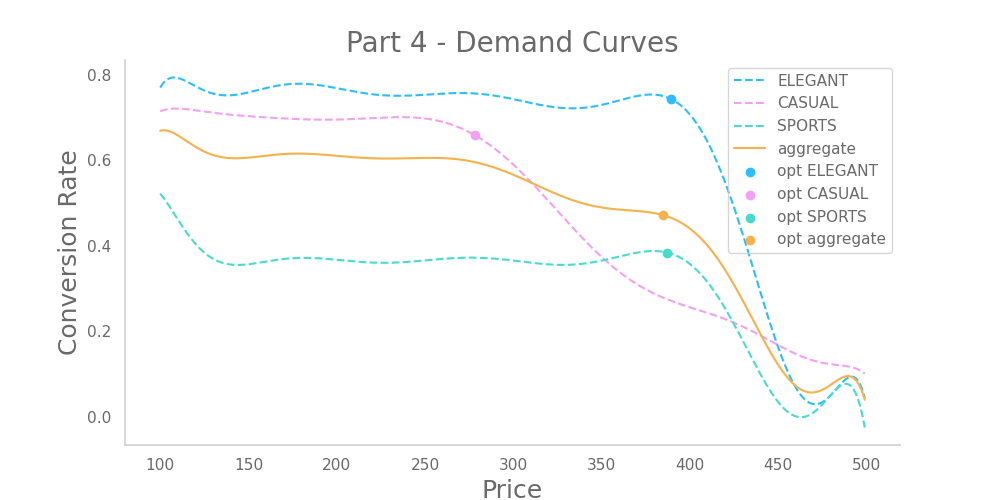 Part 4 - Demand Curves
Conversion Rate
0.8
0.6
0.4
0.2
0.0
ELEGANT
CASUAL
SPORTS
aggregate
opt ELEGANT
opt CASUAL
opt SPORTS
opt aggregate
100 150 200 250 300 350 400 450 500
Price